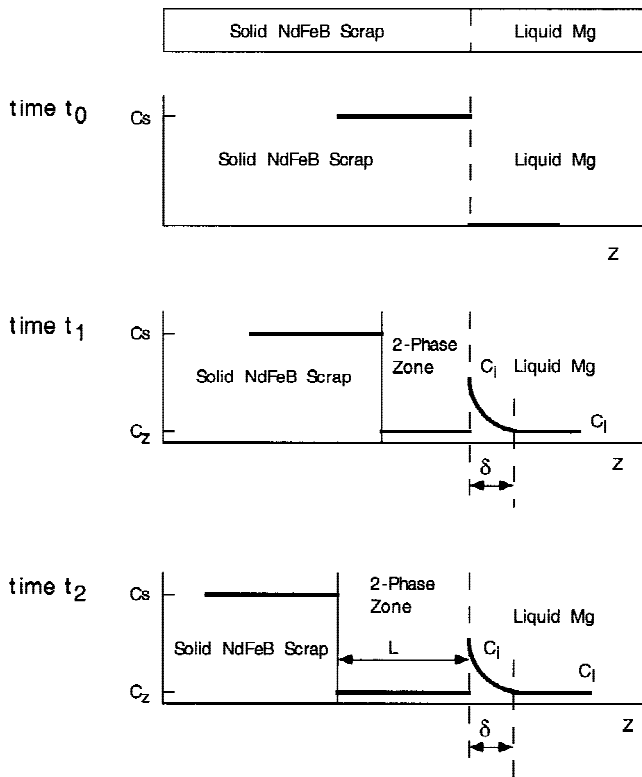 Solid NdFeB Scrap Liquid Mg
time t0
Cs
Solid NdFeB Scrap Liquid Mg
Z
time t1
Cs
2-Phase
Zone
Ci Liquid Mg
Solid NdFeB Scrap
Cz
Cl
Z
δ
time t2
Cs
2-Phase
Zone
Liquid Mg
Solid NdFeB Scrap L Ci
Cl
Cz
Z
δ